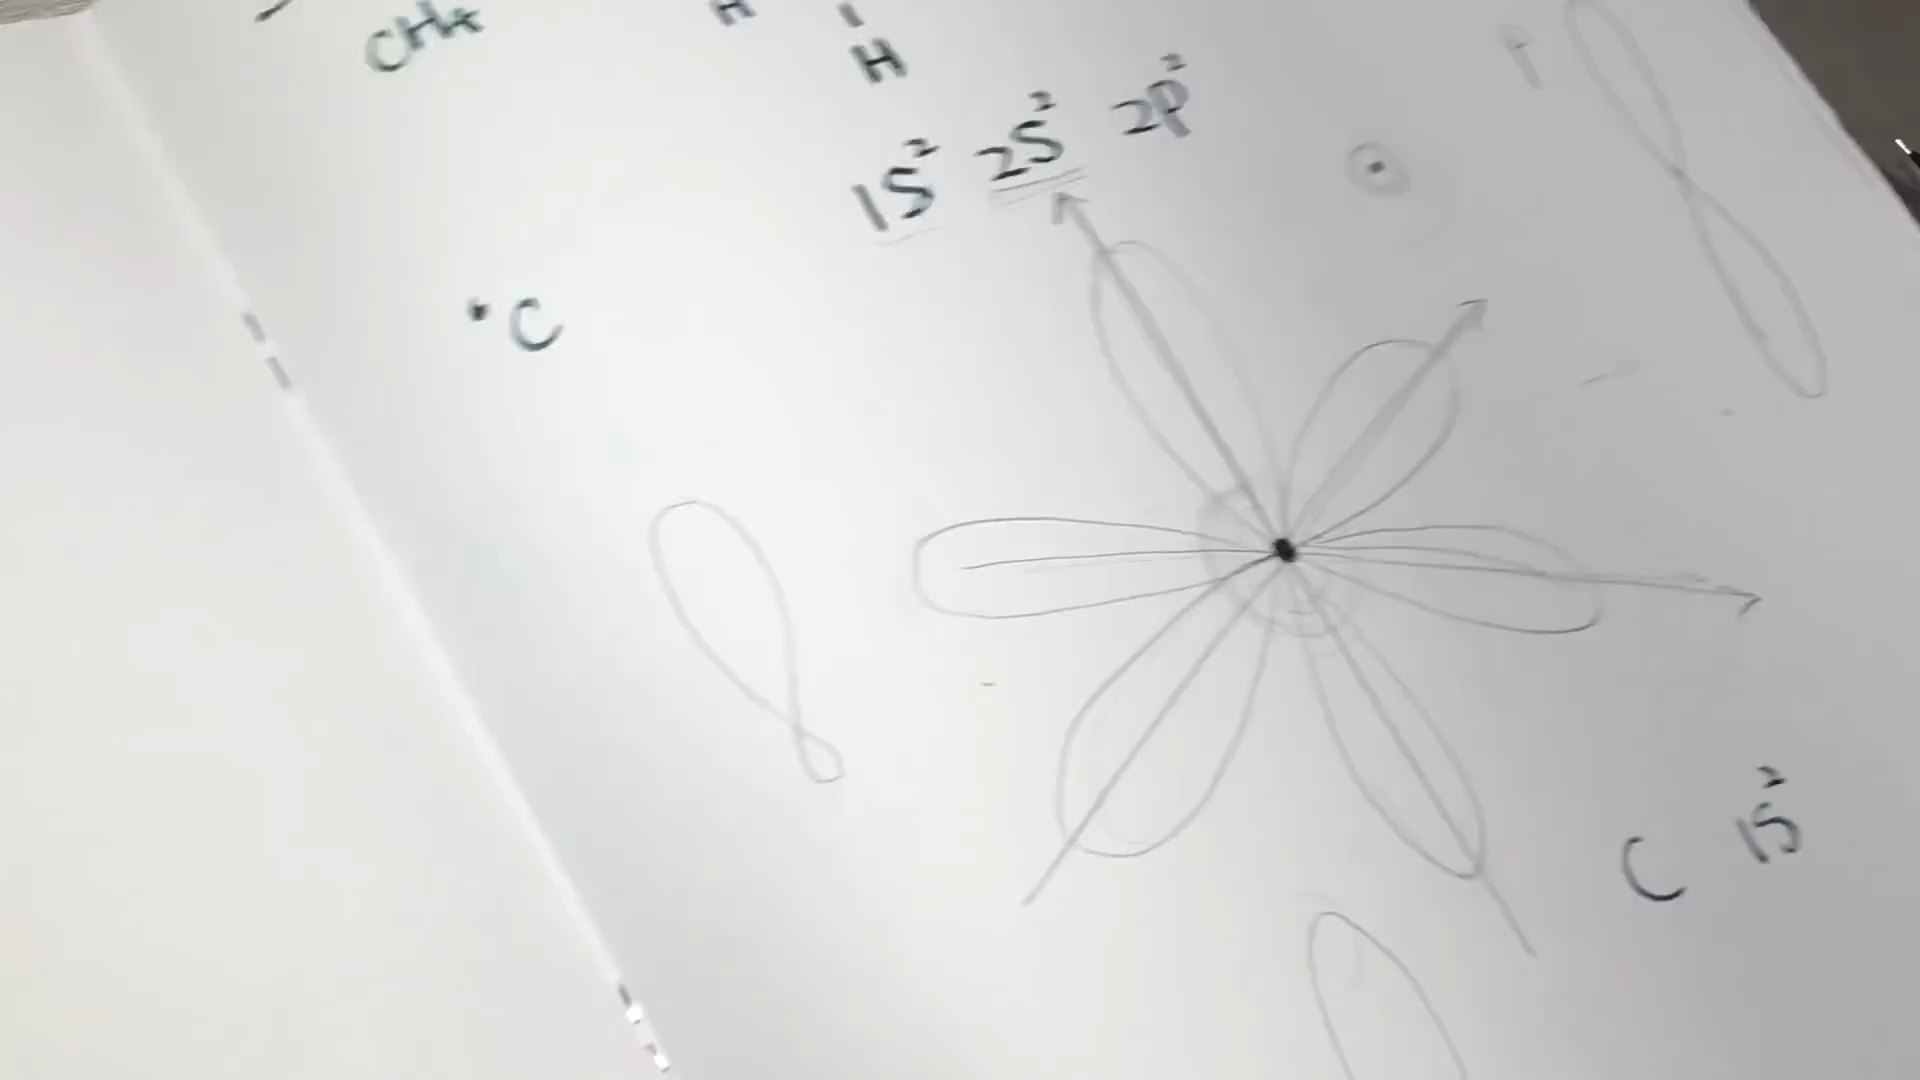 CH₄
H
H
1S² 2S² 2P²
C
C 1S²